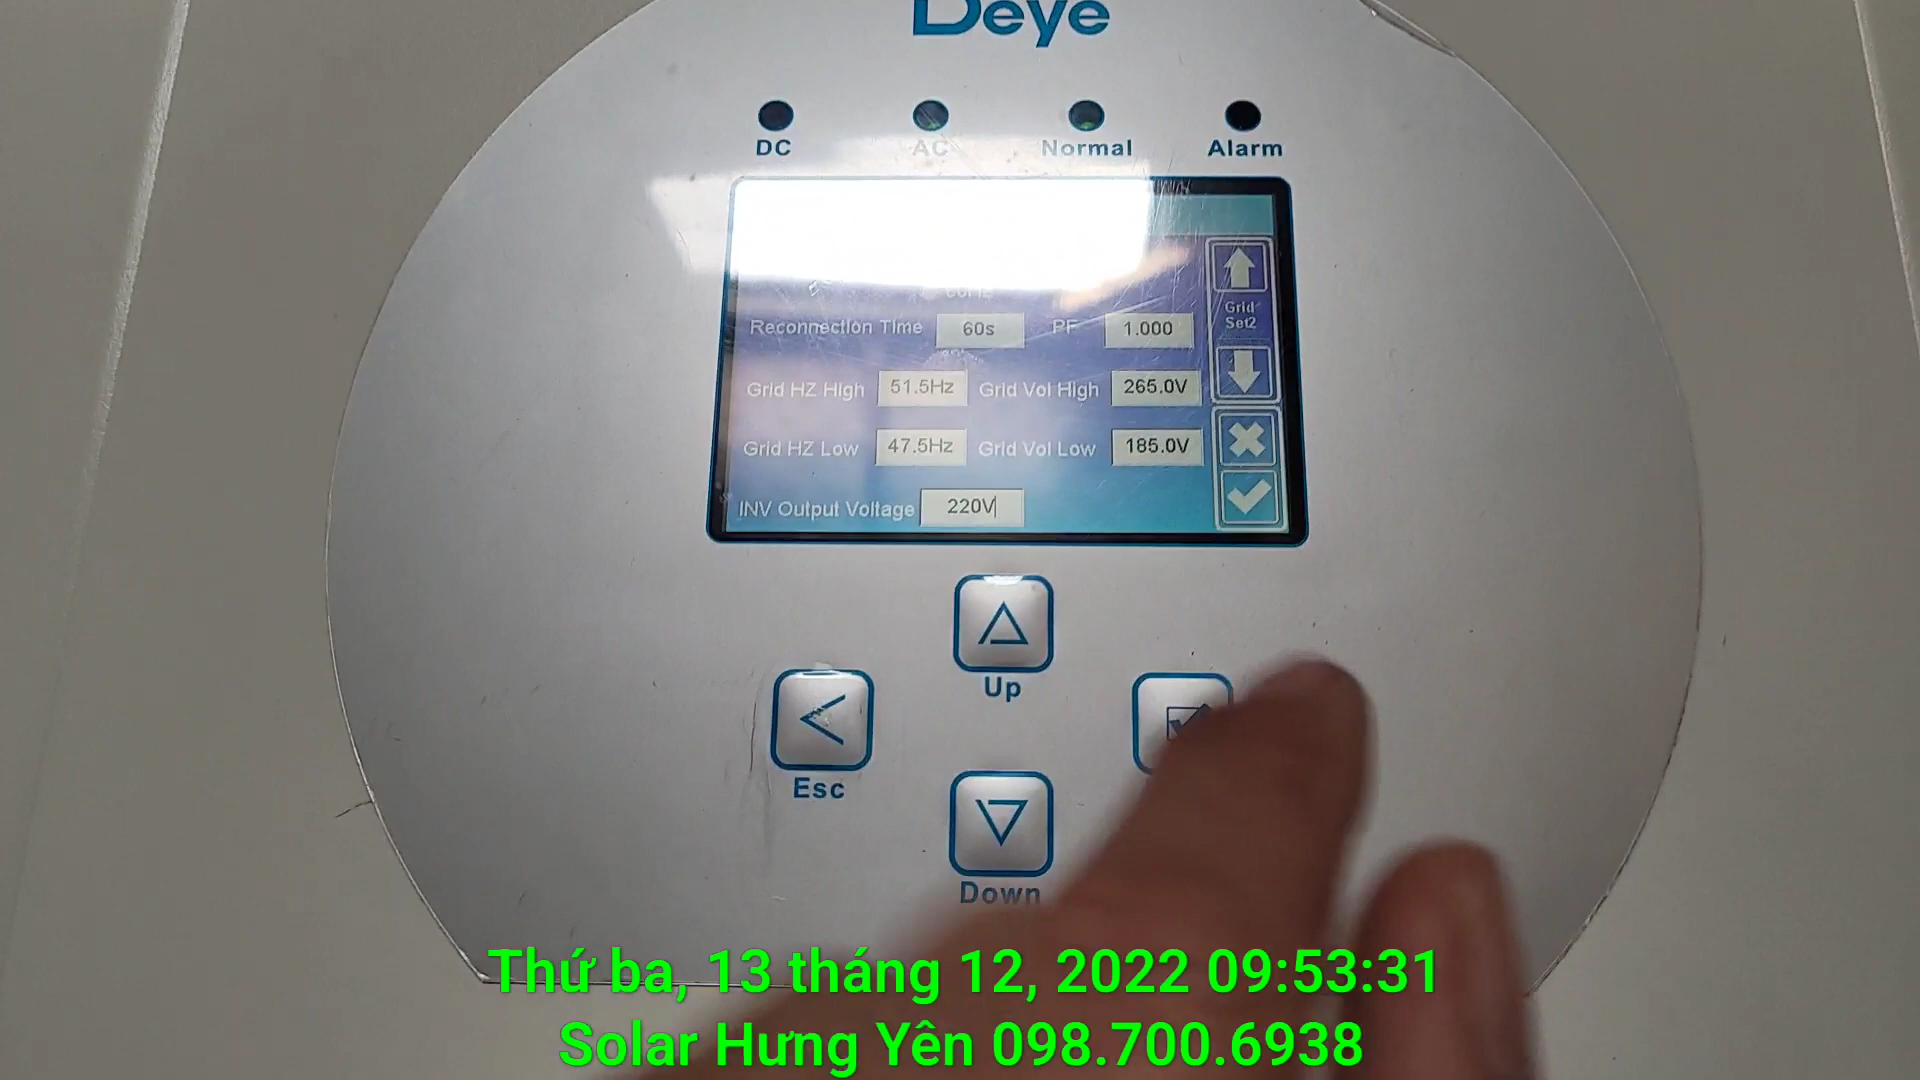 Deye
DC AC Normal Alarm
60Hz
Reconnection Time 60s PF 1.000
Grid Set2
Grid HZ High 51.5Hz Grid Vol High 265.0V
Grid HZ Low 47.5Hz Grid Vol Low 185.0V
INV Output Voltage 220V
Up
Esc
Down
Thứ ba, 13 tháng 12, 2022 09:53:31
Solar Hưng Yên 098.700.6938